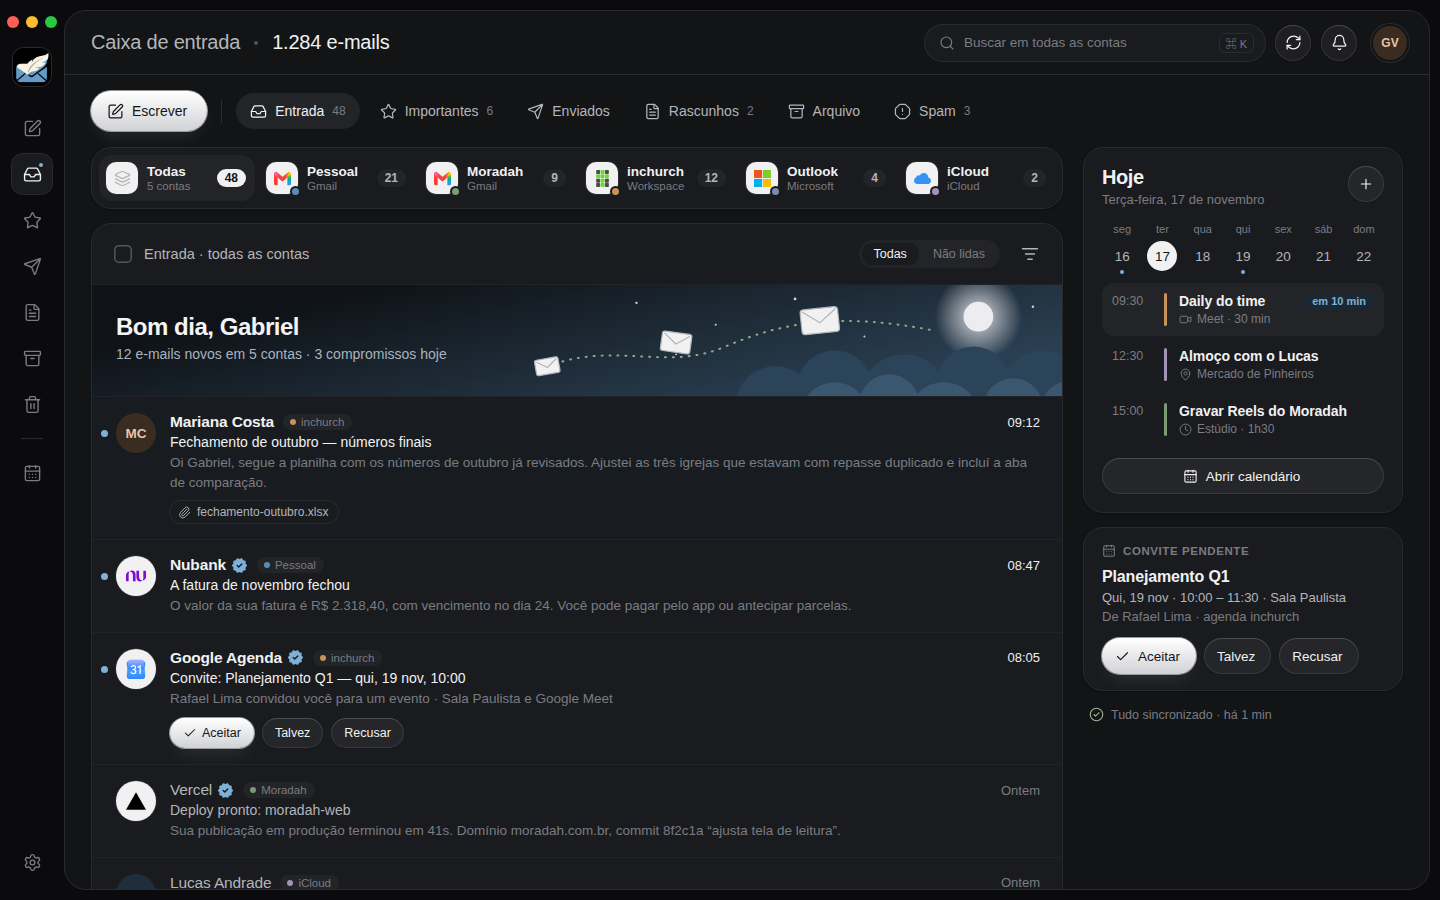 Caixa de entrada • 1.284 e-mails
Buscar em todas as contas ⌘ K
GV
Escrever
Entrada 48
Importantes 6
Enviados
Rascunhos 2
Arquivo
Spam 3
Todas
5 contas
48
Pessoal
Gmail
21
Moradah
Gmail
9
inchurch
Workspace
12
Outlook
Microsoft
4
iCloud
iCloud
2
Entrada · todas as contas
Todas
Não lidas
Bom dia, Gabriel
12 e-mails novos em 5 contas · 3 compromissos hoje
MC
Mariana Costa inchurch 09:12
Fechamento de outubro — números finais
Oi Gabriel, segue a planilha com os números de outubro já revisados. Ajustei as três igrejas que estavam com repasse duplicado e incluí a aba
de comparação.
fechamento-outubro.xlsx
nu
Nubank Pessoal 08:47
A fatura de novembro fechou
O valor da sua fatura é R$ 2.318,40, com vencimento no dia 24. Você pode pagar pelo app ou antecipar parcelas.
31
Google Agenda inchurch 08:05
Convite: Planejamento Q1 — qui, 19 nov, 10:00
Rafael Lima convidou você para um evento · Sala Paulista e Google Meet
Aceitar
Talvez
Recusar
Vercel Moradah Ontem
Deploy pronto: moradah-web
Sua publicação em produção terminou em 41s. Domínio moradah.com.br, commit 8f2c1a “ajusta tela de leitura”.
Lucas Andrade iCloud Ontem
Hoje
Terça-feira, 17 de novembro
seg ter qua qui sex sáb dom
16 17 18 19 20 21 22
09:30 Daily do time em 10 min
Meet · 30 min
12:30 Almoço com o Lucas
Mercado de Pinheiros
15:00 Gravar Reels do Moradah
Estúdio · 1h30
Abrir calendário
CONVITE PENDENTE
Planejamento Q1
Qui, 19 nov · 10:00 – 11:30 · Sala Paulista
De Rafael Lima · agenda inchurch
Aceitar
Talvez
Recusar
Tudo sincronizado · há 1 min